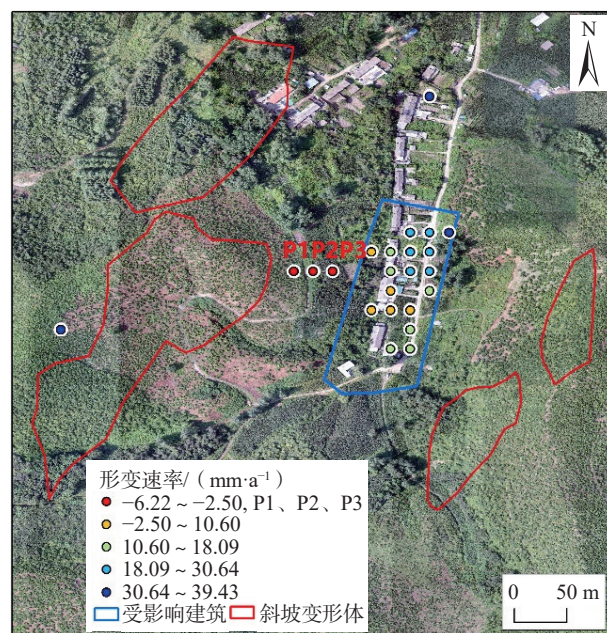 N
P1P2P3
形变速率/（mm·a⁻¹）
−6.22～−2.50, P1、P2、P3
−2.50～10.60
10.60～18.09
18.09～30.64
30.64～39.43
受影响建筑 斜坡变形体
0 50 m